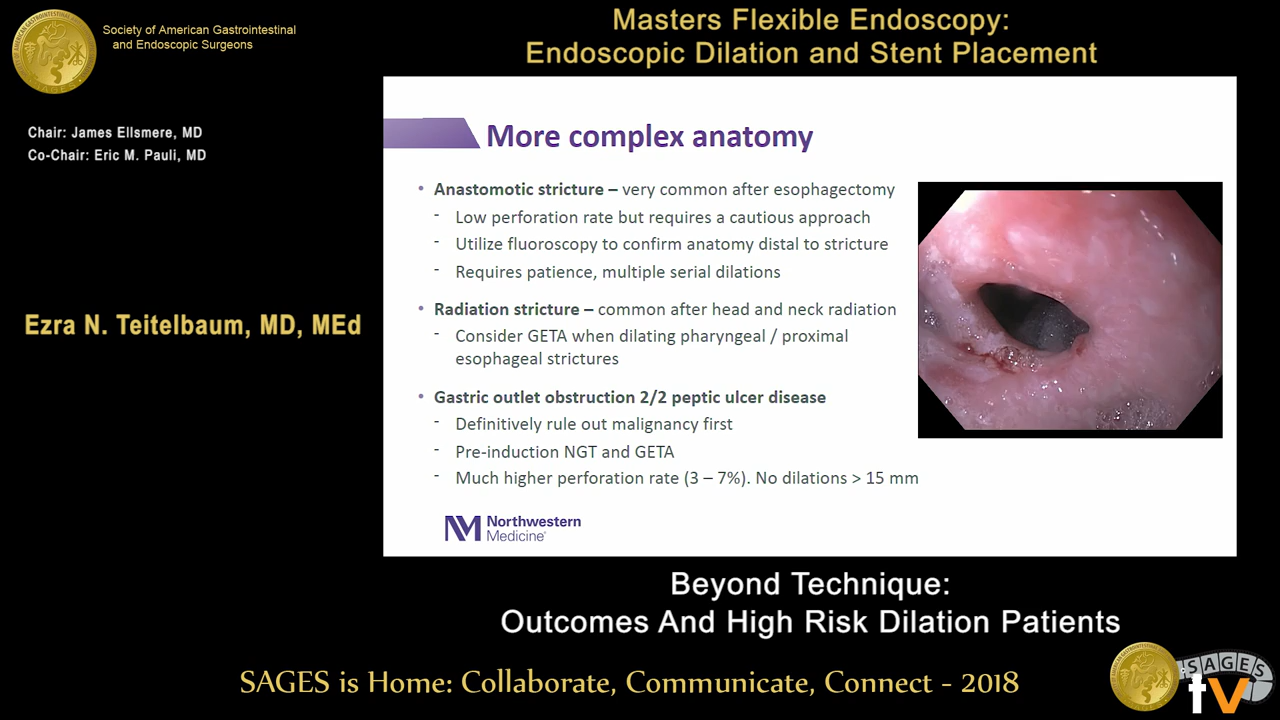 Society of American Gastrointestinal
and Endoscopic Surgeons
Masters Flexible Endoscopy:
Endoscopic Dilation and Stent Placement
Chair: James Ellsmere, MD
Co-Chair: Eric M. Pauli, MD
Ezra N. Teitelbaum, MD, MEd
More complex anatomy
• Anastomotic stricture – very common after esophagectomy
- Low perforation rate but requires a cautious approach
- Utilize fluoroscopy to confirm anatomy distal to stricture
- Requires patience, multiple serial dilations
• Radiation stricture – common after head and neck radiation
- Consider GETA when dilating pharyngeal / proximal
esophageal strictures
• Gastric outlet obstruction 2/2 peptic ulcer disease
- Definitively rule out malignancy first
- Pre-induction NGT and GETA
- Much higher perforation rate (3 – 7%). No dilations > 15 mm
NM Northwestern
Medicine®
Beyond Technique:
Outcomes And High Risk Dilation Patients
SAGES is Home: Collaborate, Communicate, Connect - 2018
SAGES
tv